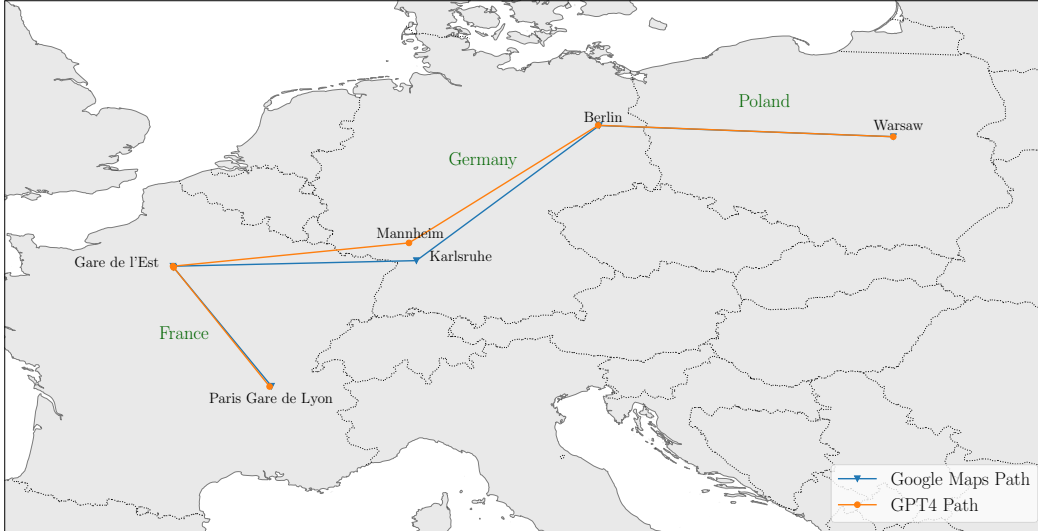 Poland
Berlin
Warsaw
Germany
Mannheim
Karlsruhe
Gare de l'Est
France
Paris Gare de Lyon
Google Maps Path
GPT4 Path